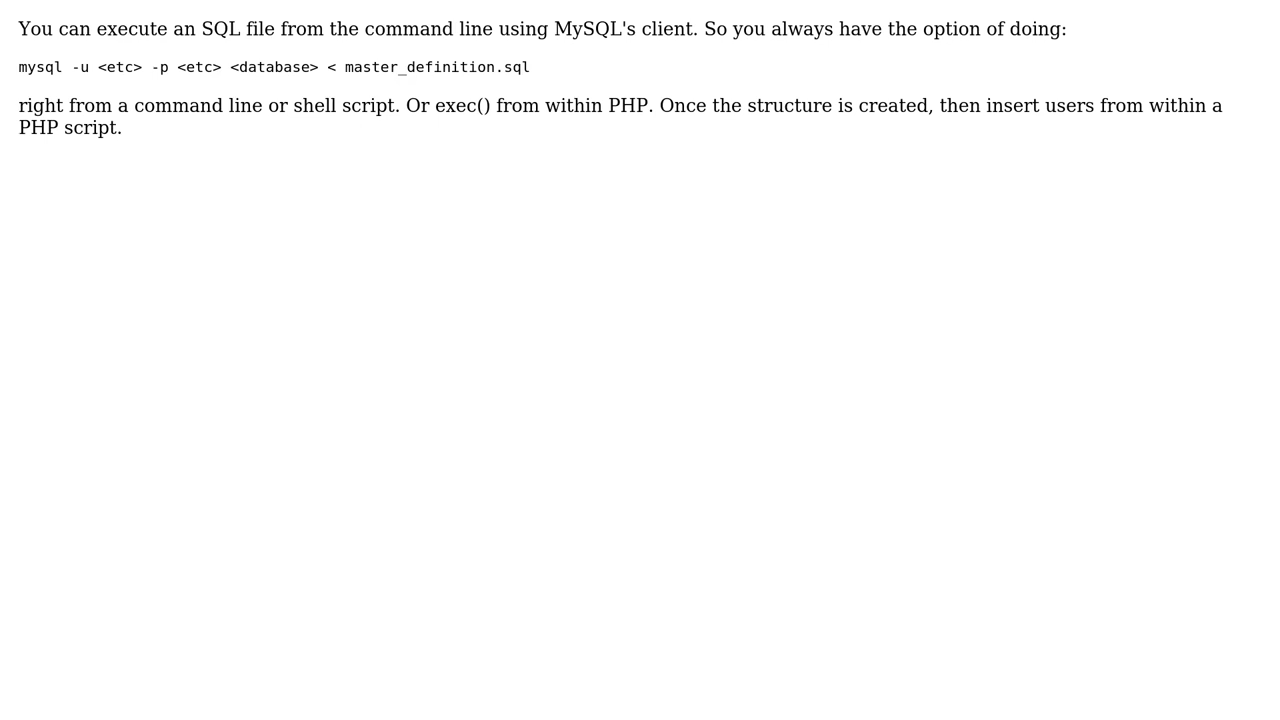 You can execute an SQL file from the command line using MySQL's client. So you always have the option of doing:
mysql -u <etc> -p <etc> <database> < master_definition.sql
right from a command line or shell script. Or exec() from within PHP. Once the structure is created, then insert users from within a
PHP script.